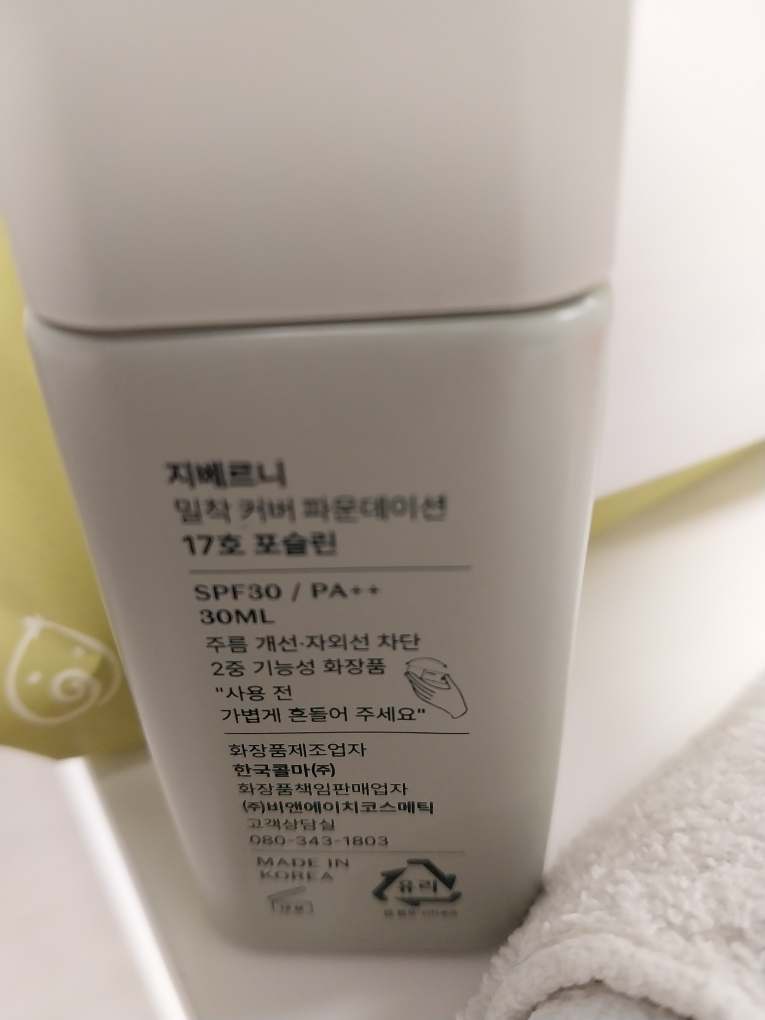 지베르니
밀착 커버 파운데이션
17호 포슬린
SPF30 / PA++
30ML
주름 개선·자외선 차단
2중 기능성 화장품
"사용 전
가볍게 흔들어 주세요"
화장품제조업자
한국콜마(주)
화장품책임판매업자
(주)비앤에이치코스메틱
고객상담실
080-343-1803
MADE IN
KOREA
유리